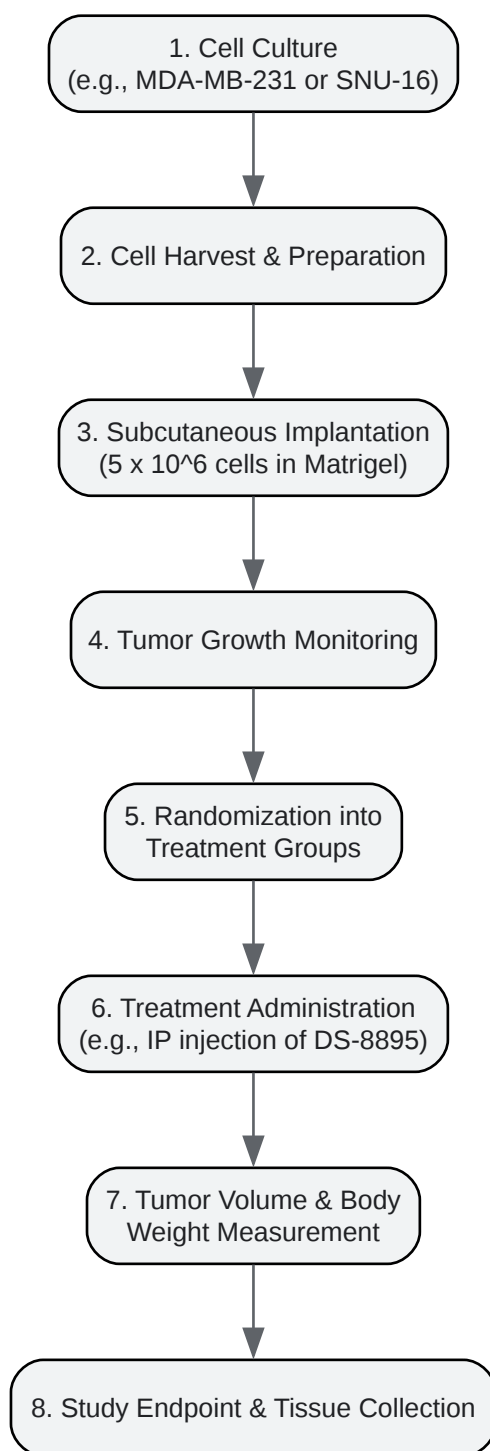 1. Cell Culture
(e.g., MDA-MB-231 or SNU-16)
2. Cell Harvest & Preparation
3. Subcutaneous Implantation
(5 x 10^6 cells in Matrigel)
4. Tumor Growth Monitoring
5. Randomization into
Treatment Groups
6. Treatment Administration
(e.g., IP injection of DS-8895)
7. Tumor Volume & Body
Weight Measurement
8. Study Endpoint & Tissue Collection